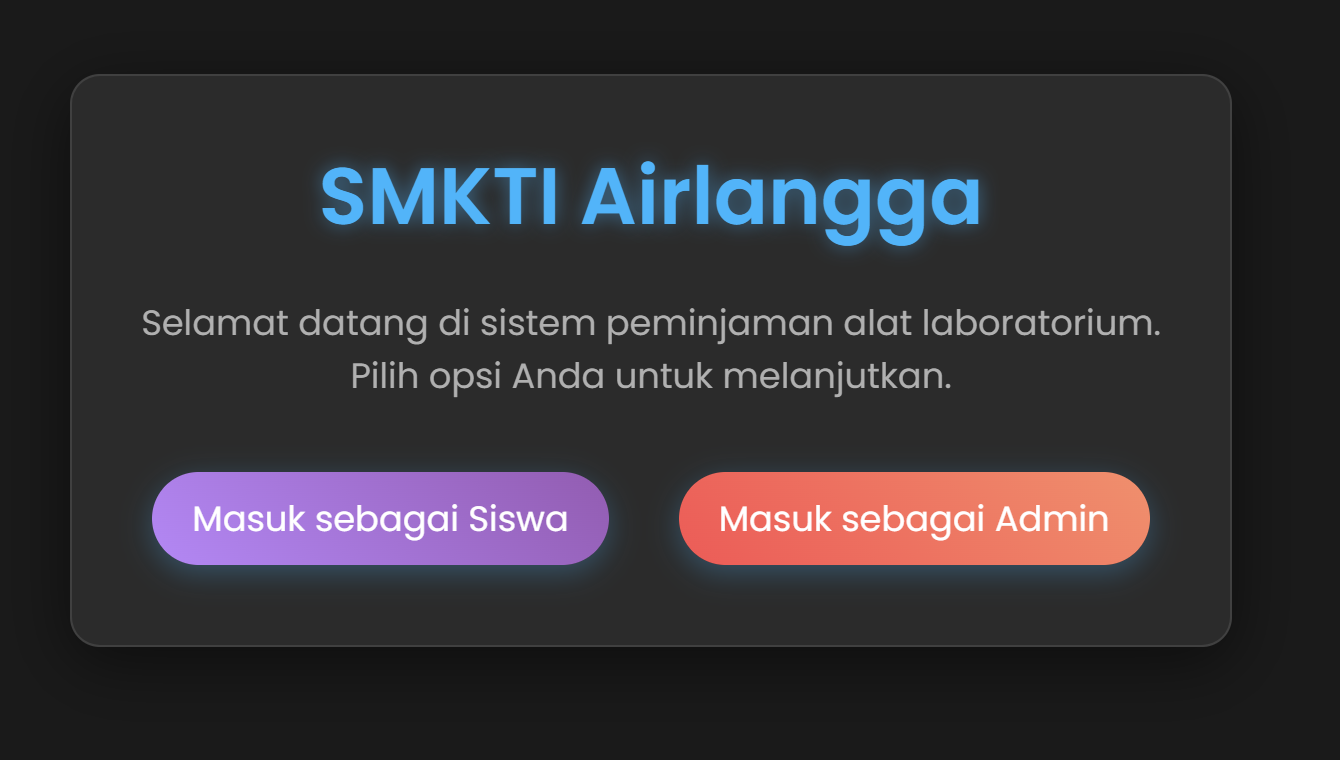 SMKTI Airlangga
Selamat datang di sistem peminjaman alat laboratorium.
Pilih opsi Anda untuk melanjutkan.
Masuk sebagai Siswa
Masuk sebagai Admin